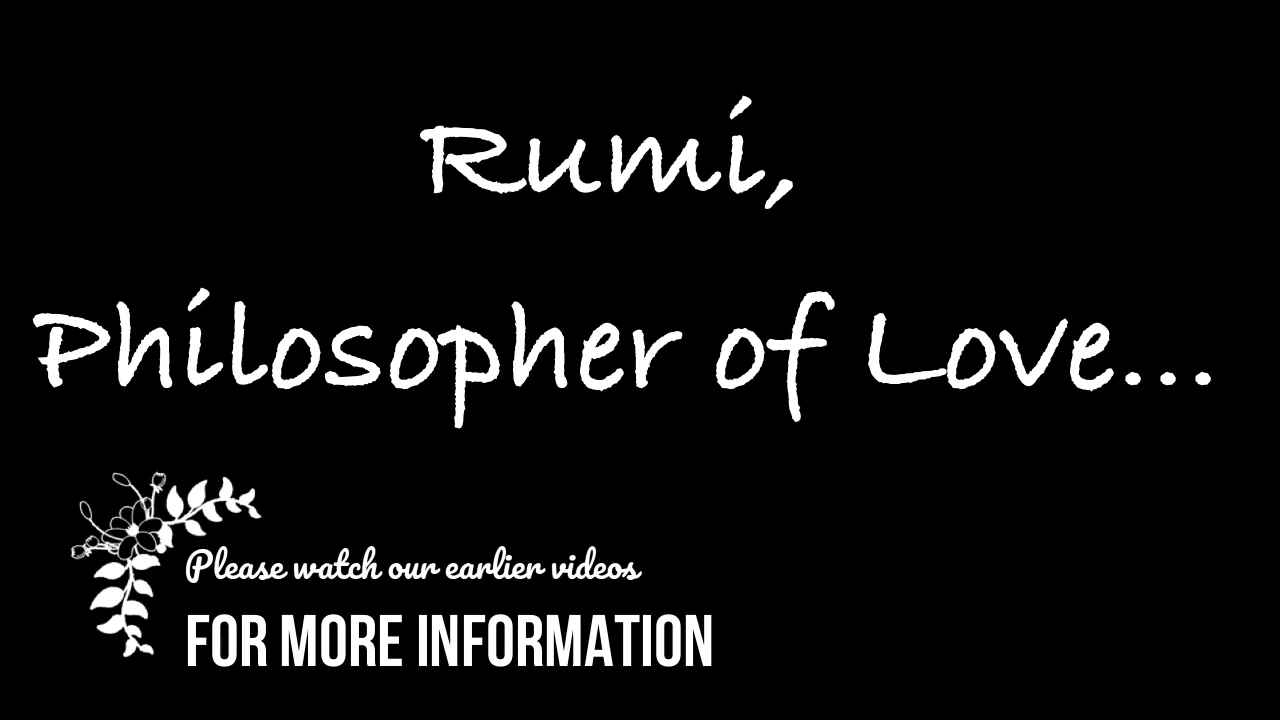 Rumi,
Philosopher of Love...
Please watch our earlier videos
FOR MORE INFORMATION